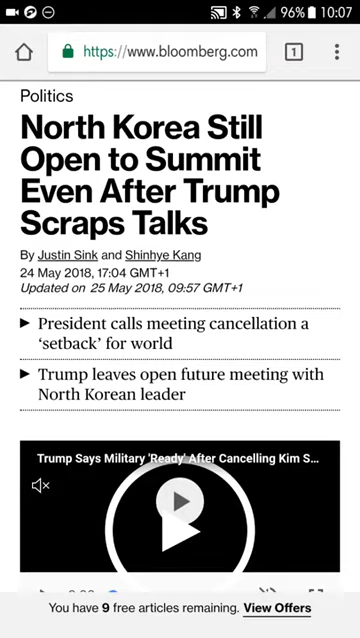 96% 10:07
https://www.bloomberg.com 1
Politics
North Korea Still
Open to Summit
Even After Trump
Scraps Talks
By Justin Sink and Shinhye Kang
24 May 2018, 17:04 GMT+1
Updated on 25 May 2018, 09:57 GMT+1
President calls meeting cancellation a
‘setback’ for world
Trump leaves open future meeting with
North Korean leader
Trump Says Military 'Ready' After Cancelling Kim S...
You have 9 free articles remaining. View Offers